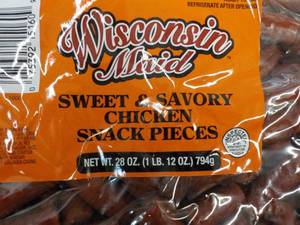 REFRIGERATE AFTER OPENING
Wisconsin
Maid
SWEET & SAVORY
CHICKEN
SNACK PIECES
NET WT. 28 OZ. (1 LB. 12 OZ.) 794g